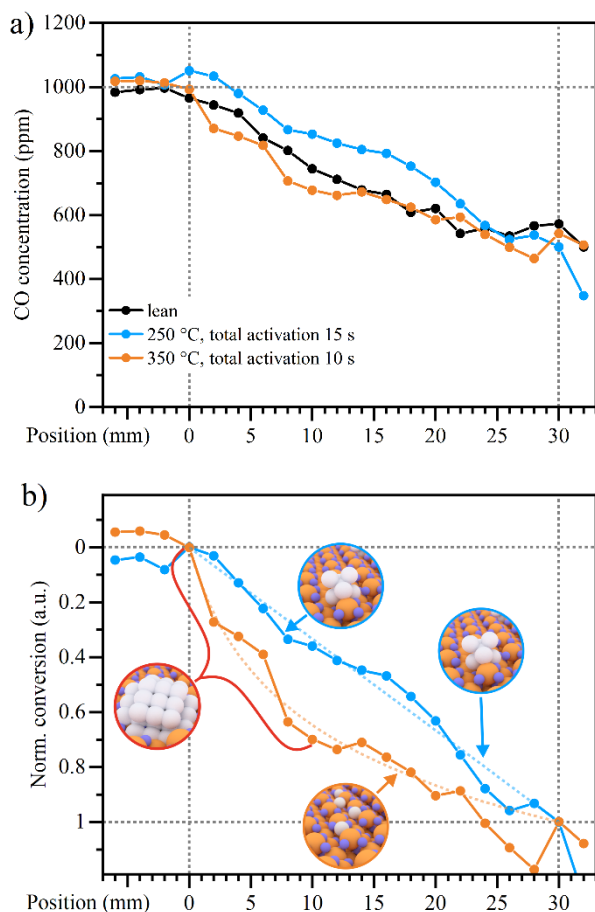 a)
1200
1000
800
600
400
200
0
CO concentration (ppm)
lean
250 °C, total activation 15 s
350 °C, total activation 10 s
Position (mm) 0 5 10 15 20 25 30
b)
0
0.2
0.4
0.6
0.8
1
Norm. conversion (a.u.)
Position (mm) 0 5 10 15 20 25 30